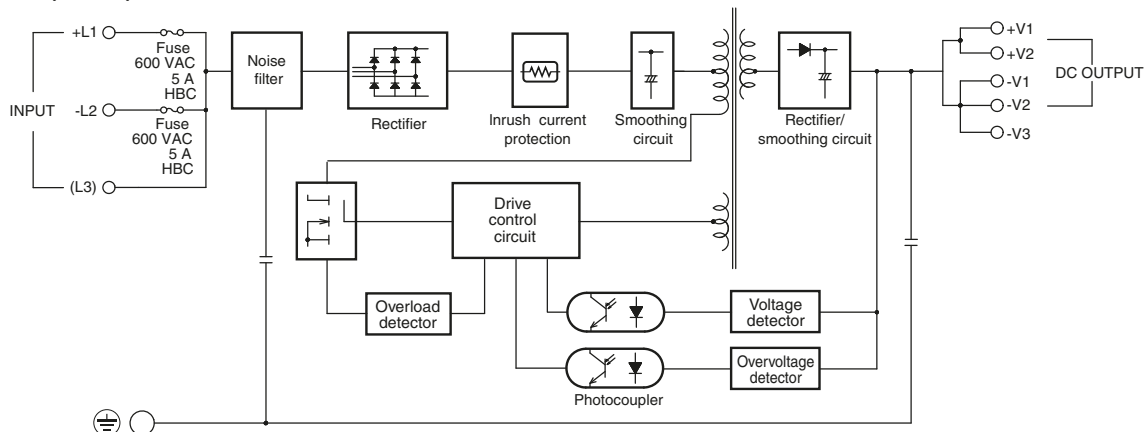 +L1
Fuse
600 VAC
5 A
HBC
INPUT
-L2
Fuse
600 VAC
5 A
HBC
(L3)
Noise
filter
Rectifier
Inrush current
protection
Smoothing
circuit
Rectifier/
smoothing circuit
+V1
+V2
-V1
-V2
-V3
DC OUTPUT
Drive
control
circuit
Overload
detector
Voltage
detector
Overvoltage
detector
Photocoupler